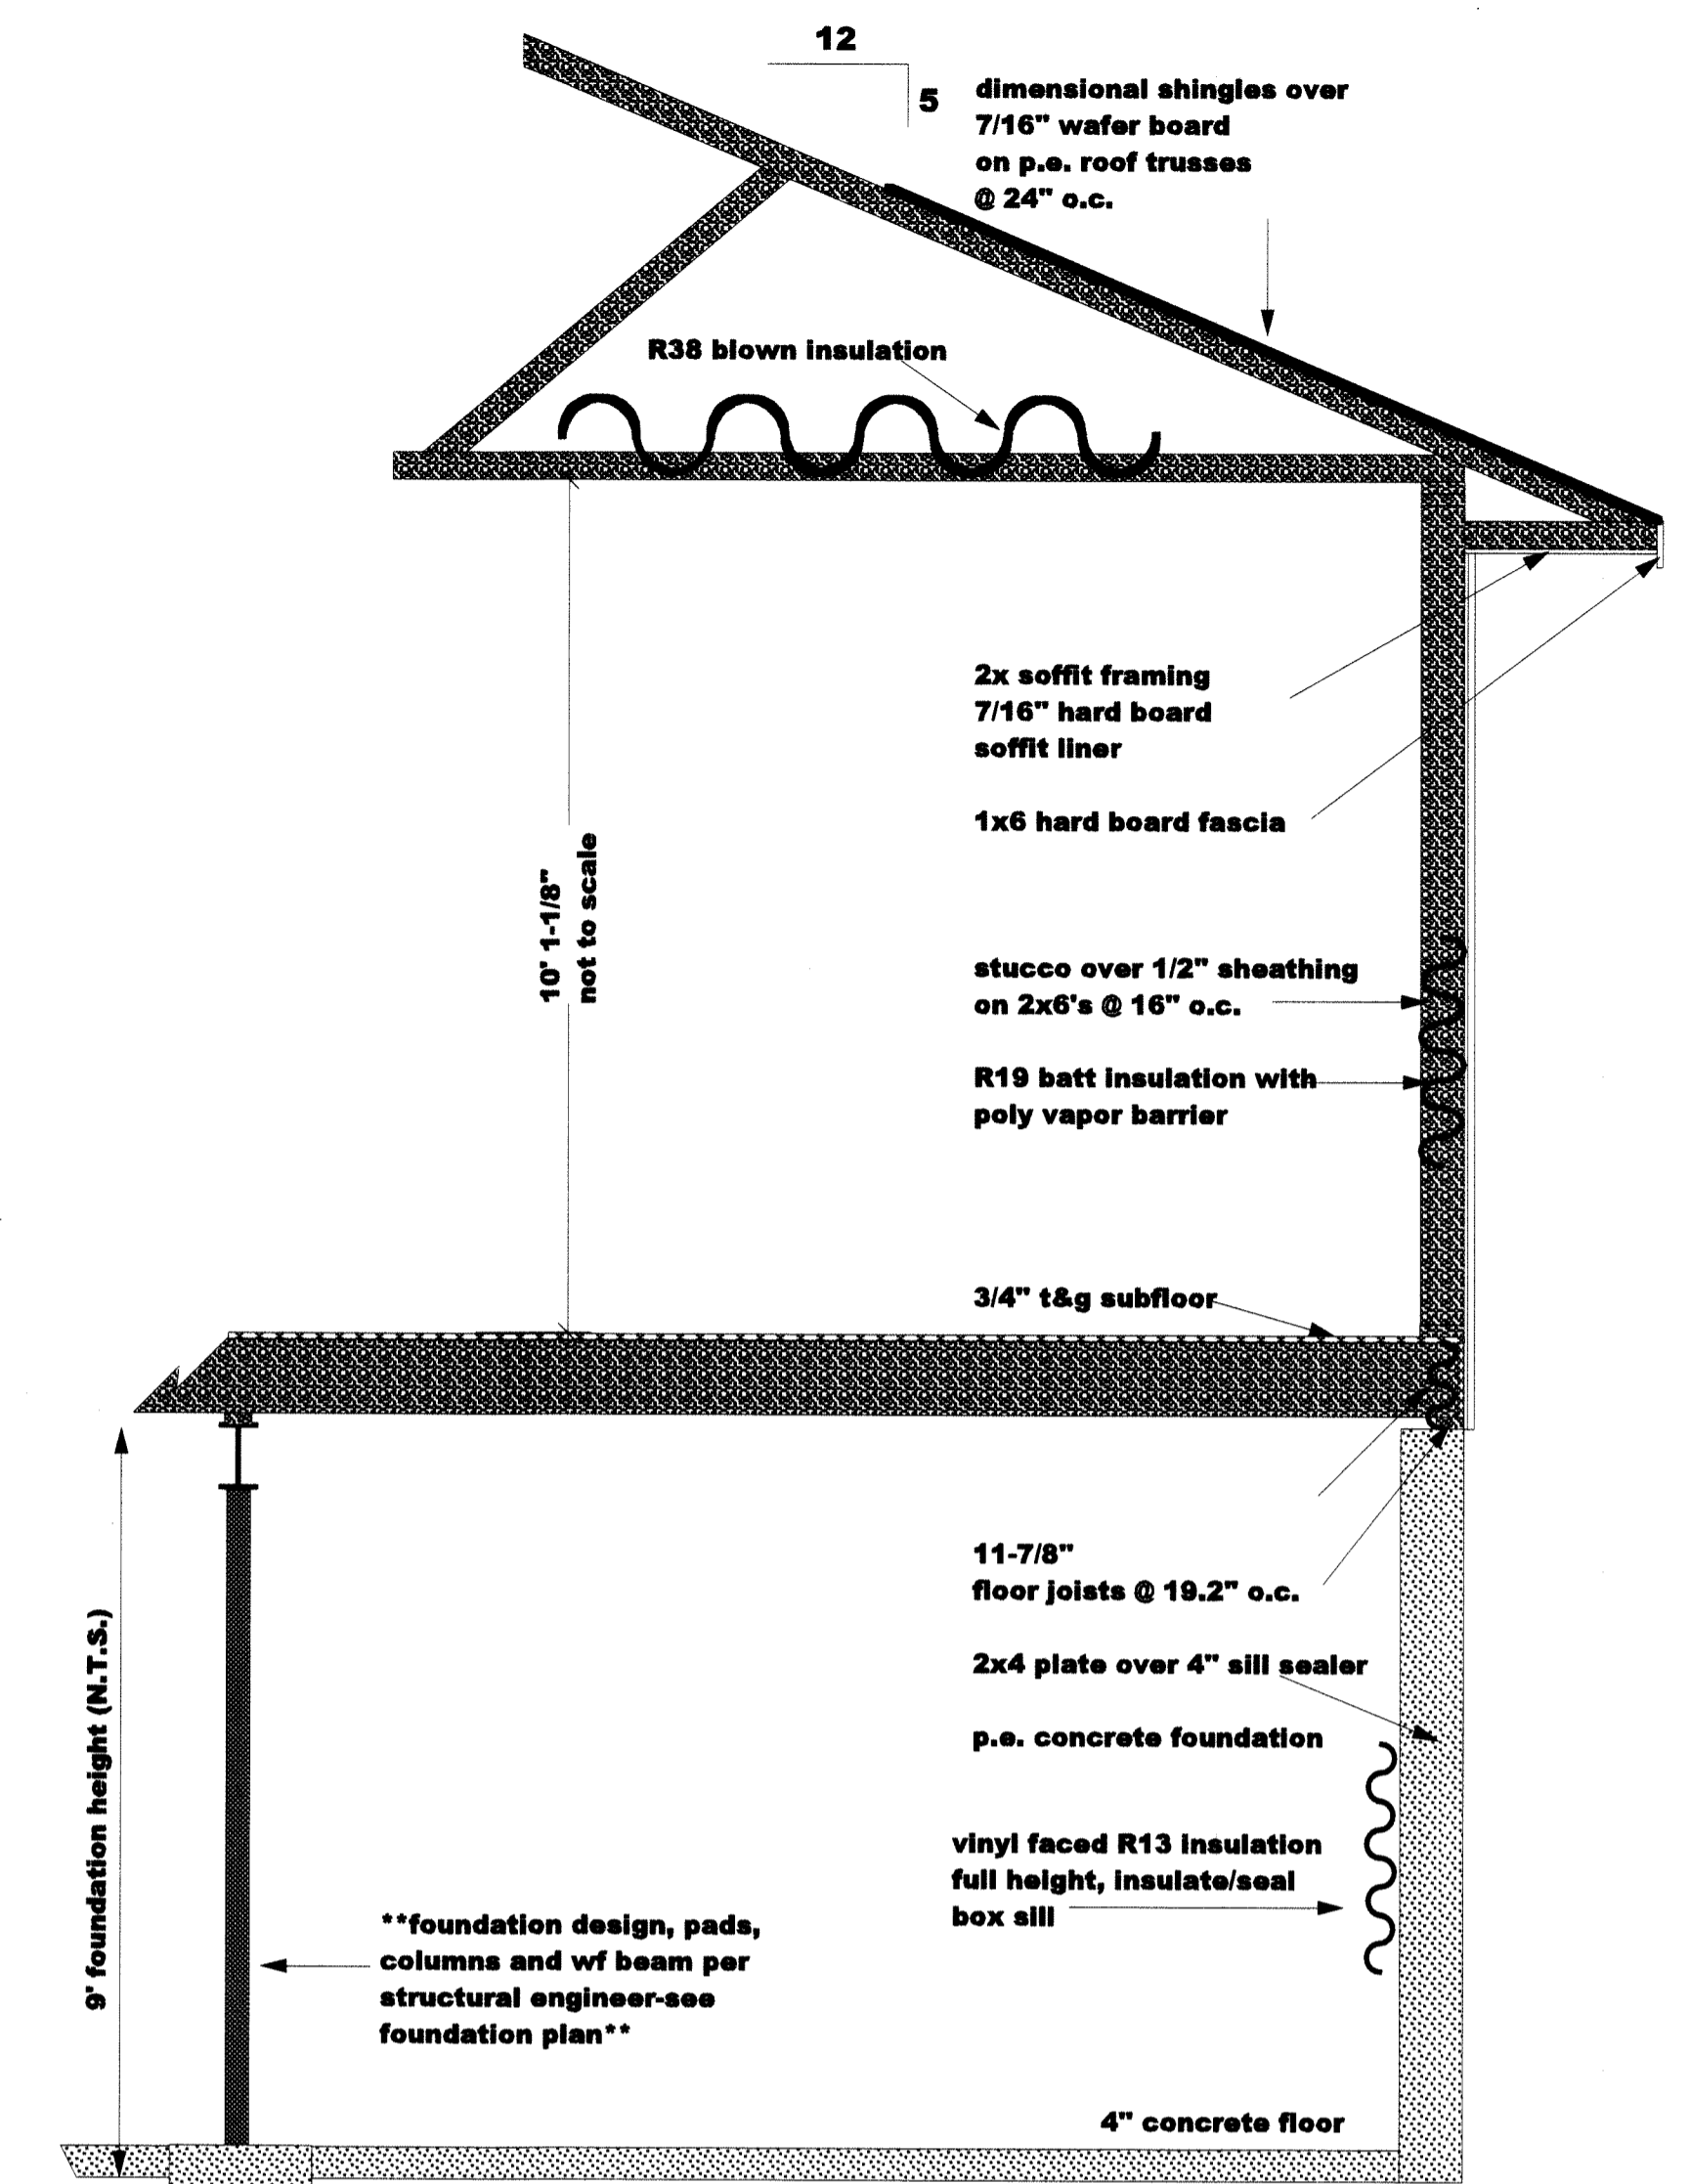 12
5
dimensional shingles over
7/16" wafer board
on p.e. roof trusses
@ 24" o.c.
R38 blown insulation
2x soffit framing
7/16" hard board
soffit liner
1x6 hard board fascia
10' 1-1/8"
not to scale
stucco over 1/2" sheathing
on 2x6's @ 16" o.c.
R19 batt insulation with
poly vapor barrier
3/4" t&g subfloor
11-7/8"
floor joists @ 19.2" o.c.
2x4 plate over 4" sill sealer
p.e. concrete foundation
9' foundation height (N.T.S.)
vinyl faced R13 insulation
full height, insulate/seal
box sill
**foundation design, pads,
columns and wf beam per
structural engineer-see
foundation plan**
4" concrete floor